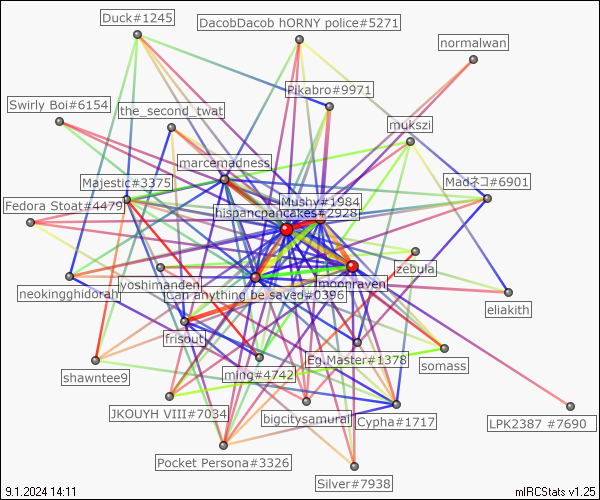 Duck#1245
DacobDacob hORNY police#5271
normalwan
Pikabro#9971
Swirly Boi#6154
the_second_twat
mukszi
marcemadness
Majestic#3375
Madネコ#6901
Fedora Stoat#4479
Mushy#1984
hispancpancakes#2928
zebula
yoshimanden
moonraven
neokingghidorah
Can anything be saved#0396
eliakith
frisout
Eg.Master#1378
somass
ming#4742
shawntee9
JKOUYH VIII#7034
bigcitysamurai
Cypha#1717
LPK2387 #7690
Pocket Persona#3326
Silver#7938
9.1.2024 14:11
mIRCStats v1.25